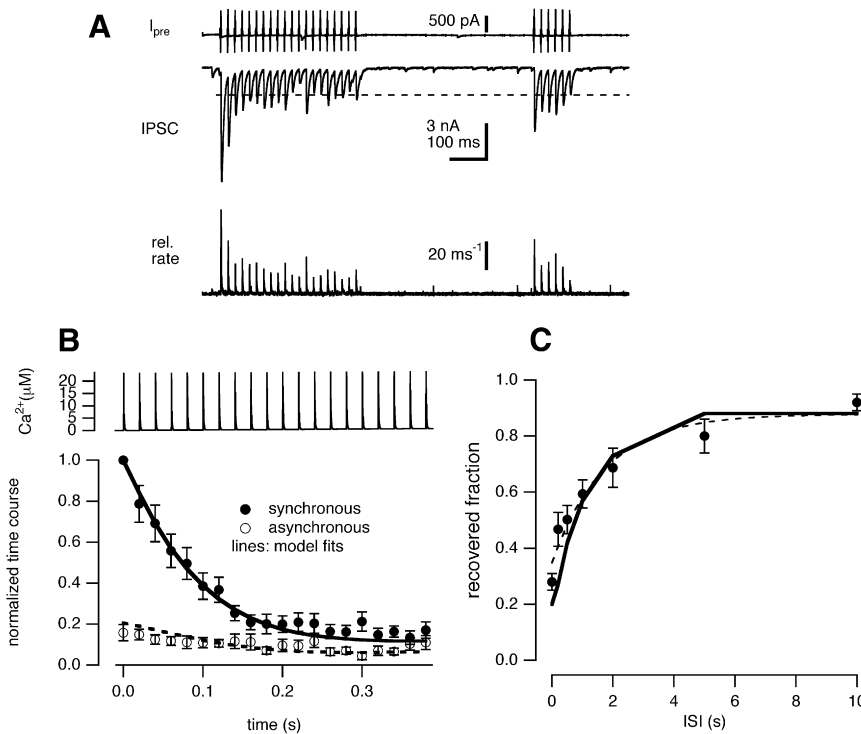 A
I_pre
500 pA
IPSC
3 nA
100 ms
rel.
rate
20 ms⁻¹
B
C
Ca²⁺(µM)
20
15
10
5
0
normalized time course
1.0
0.8
0.6
0.4
0.2
0.0
synchronous
asynchronous
lines: model fits
0.0
0.1
0.2
0.3
time (s)
recovered fraction
1.0
0.8
0.6
0.4
0.2
0.0
0
2
4
6
8
10
ISI (s)